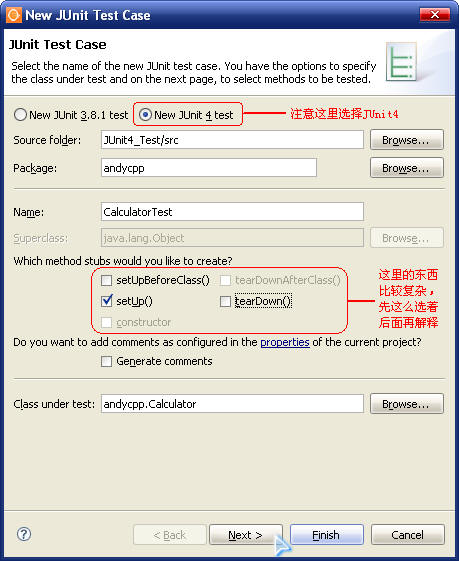 New JUnit Test Case
JUnit Test Case
Select the name of the new JUnit test case. You have the options to specify
the class under test and on the next page, to select methods to be tested.
New JUnit 3.8.1 test
New JUnit 4 test
注意这里选择JUnit4
Source folder:
JUnit4_Test/src
Browse...
Package:
andycpp
Browse...
Name:
CalculatorTest
Superclass:
java.lang.Object
Browse...
Which method stubs would you like to create?
setUpBeforeClass()
tearDownAfterClass()
setUp()
tearDown()
constructor
这里的东西
比较复杂，
先这么选着
后面再解释
Do you want to add comments as configured in the properties of the current project?
Generate comments
Class under test:
andycpp.Calculator
Browse...
?
< Back
Next >
Finish
Cancel